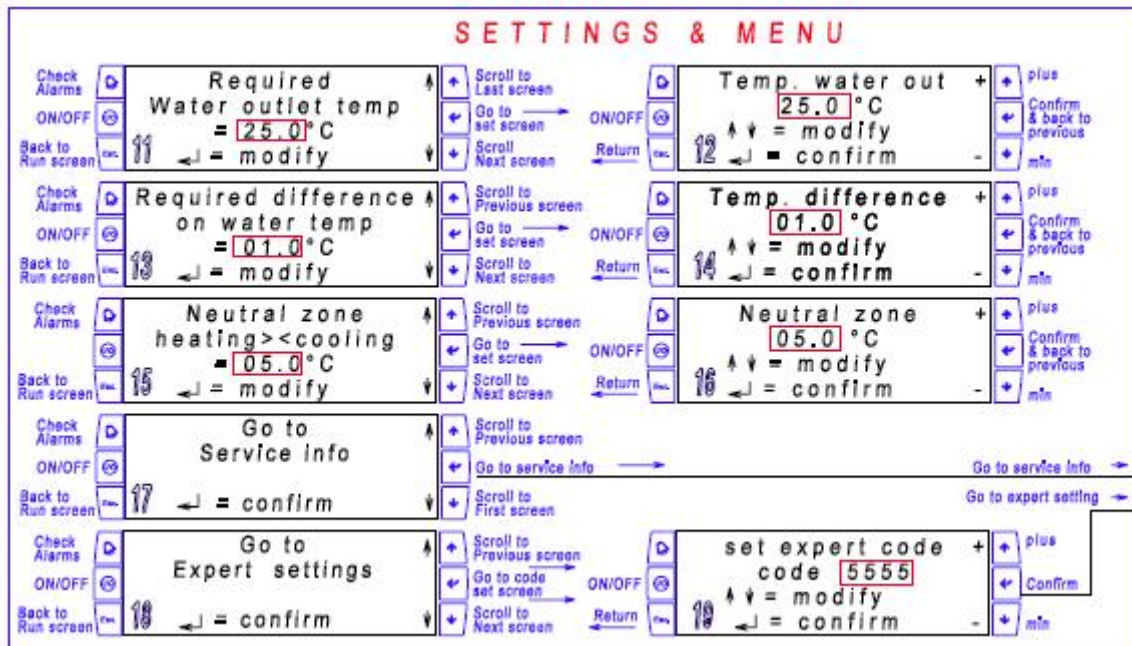 SETTINGS & MENU
Check
Alarms
ON/OFF
Back to
Run screen
Esc.
Required
Water outlet temp
= 25.0°C
11 ↵ = modify
Scroll to
Last screen
Go to
set screen
Scroll
Next screen
ON/OFF
Return
Esc.
Temp. water out +
25.0 °C
= modify
12 ↵ = confirm -
plus
Confirm
& back to
previous
min
Check
Alarms
ON/OFF
Back to
Run screen
Esc.
Required difference
on water temp
= 01.0°C
13 ↵ = modify
Scroll to
Previous screen
Go to
set screen
Scroll to
Next screen
ON/OFF
Return
Esc.
Temp. difference +
01.0 °C
= modify
14 ↵ = confirm -
plus
Confirm
& back to
previous
min
Check
Alarms
Back to
Run screen
Esc.
Neutral zone
heating><cooling
= 05.0°C
15 ↵ = modify
Scroll to
Previous screen
Go to
set screen
Scroll to
Next screen
ON/OFF
Return
Esc.
Neutral zone +
05.0 °C
= modify
16 ↵ = confirm -
plus
Confirm
& back to
previous
min
Check
Alarms
ON/OFF
Back to
Run screen
Esc.
Go to
Service info
17 ↵ = confirm
Scroll to
Previous screen
Go to service info
Scroll to
First screen
Go to service info
Go to expert setting
Check
Alarms
ON/OFF
Back to
Run screen
Esc.
Go to
Expert settings
18 ↵ = confirm
Scroll to
Previous screen
Go to code
set screen
Scroll to
Next screen
ON/OFF
Return
Esc.
set expert code +
code 5555
= modify
19 ↵ = confirm -
plus
Confirm
min